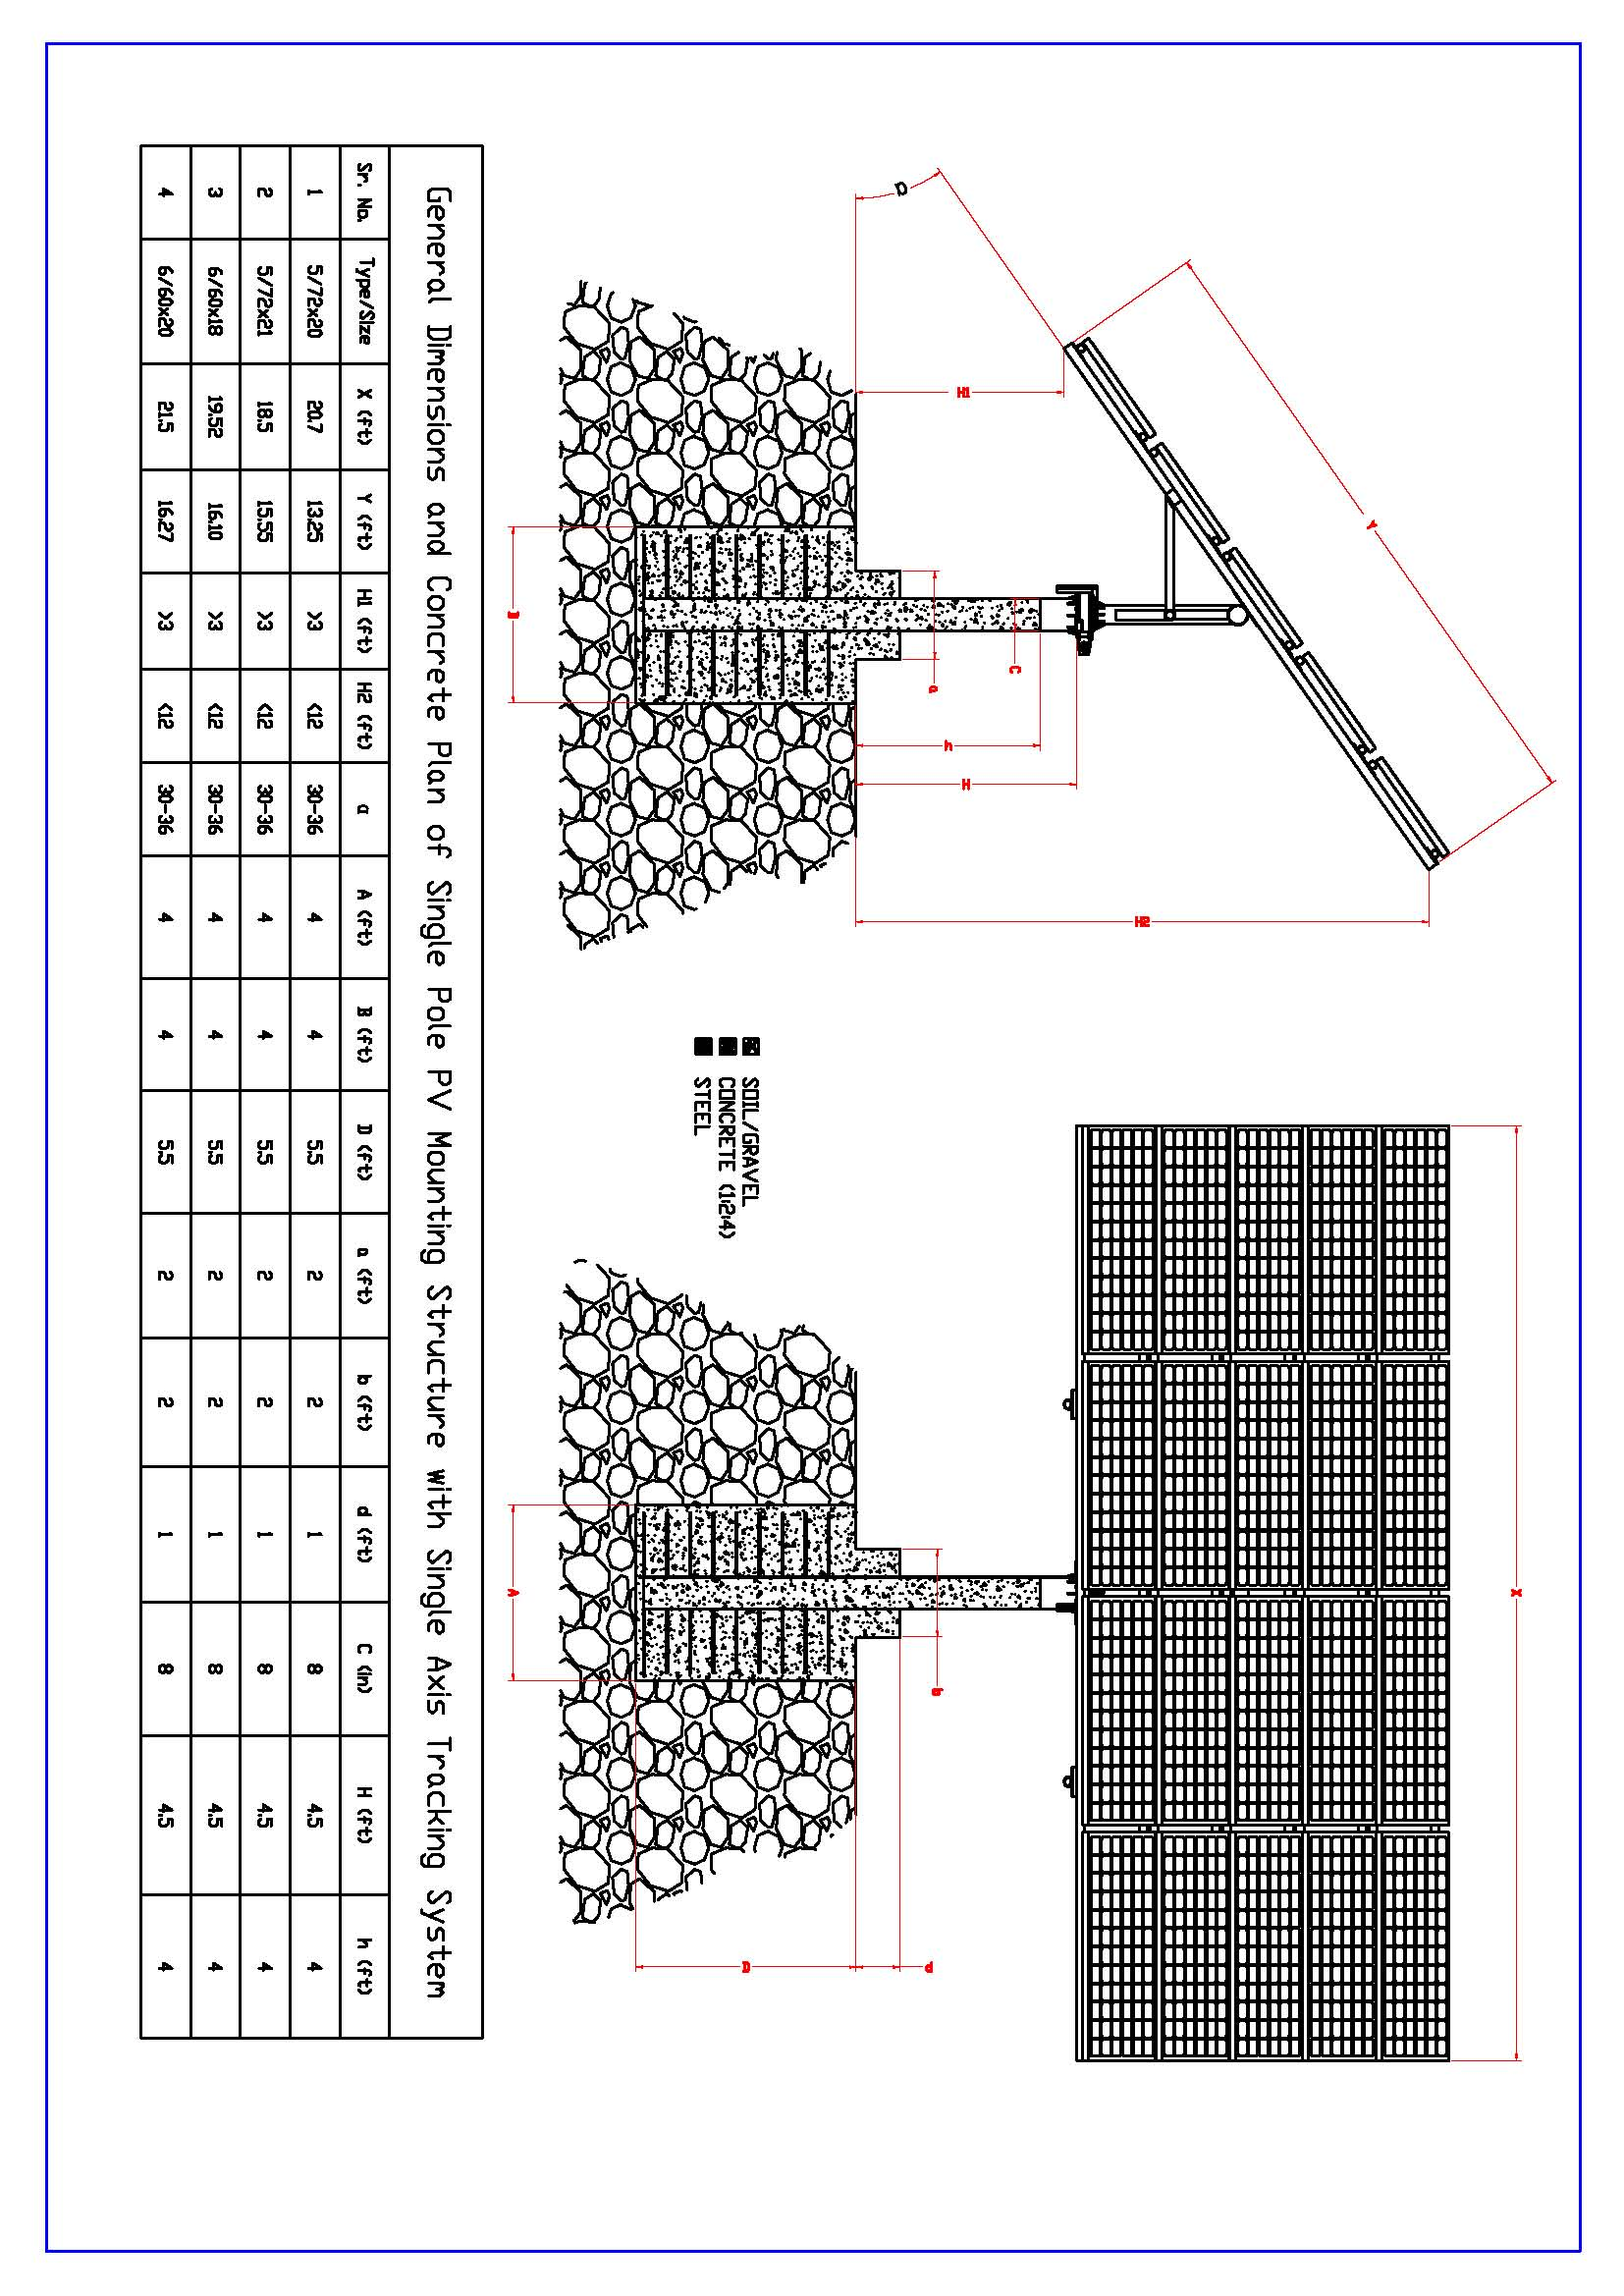 X
Y
H2
C
H
H1
h
b
a
d
α
D
SOIL/GRAVEL
CONCRETE (1:2:4)
STEEL
B
A
General Dimensions and Concrete Plan of Single Pole PV Mounting Structure with Single Axis Tracking System
Sr. No. Type/Size X (ft) Y (ft) H1 (ft) H2 (ft) α A (ft) B (ft) D (ft) a (ft) b (ft) d (ft) C (in) H (ft) h (ft)
1 5/72x20 20.7 13.25 >3 <12 30-36 4 4 5.5 2 2 1 8 4.5 4
2 5/72x21 18.5 15.55 >3 <12 30-36 4 4 5.5 2 2 1 8 4.5 4
3 6/60x18 19.52 16.10 >3 <12 30-36 4 4 5.5 2 2 1 8 4.5 4
4 6/60x20 21.5 16.27 >3 <12 30-36 4 4 5.5 2 2 1 8 4.5 4